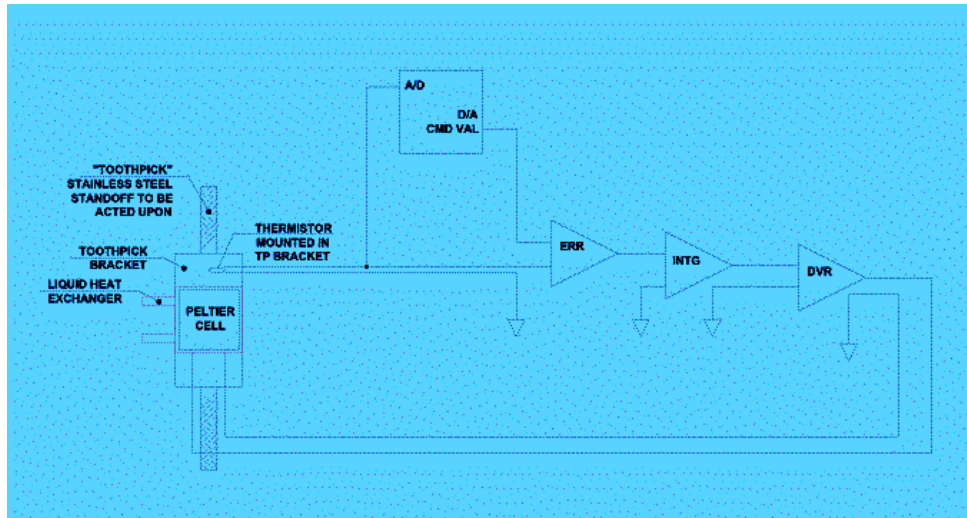 A/D
D/A
CMD VAL
"TOOTHPICK"
STAINLESS STEEL
STANDOFF TO BE
ACTED UPON
THERMISTOR
MOUNTED IN
TP BRACKET
TOOTHPICK
BRACKET
LIQUID HEAT
EXCHANGER
PELTIER
CELL
ERR
INTG
DVR